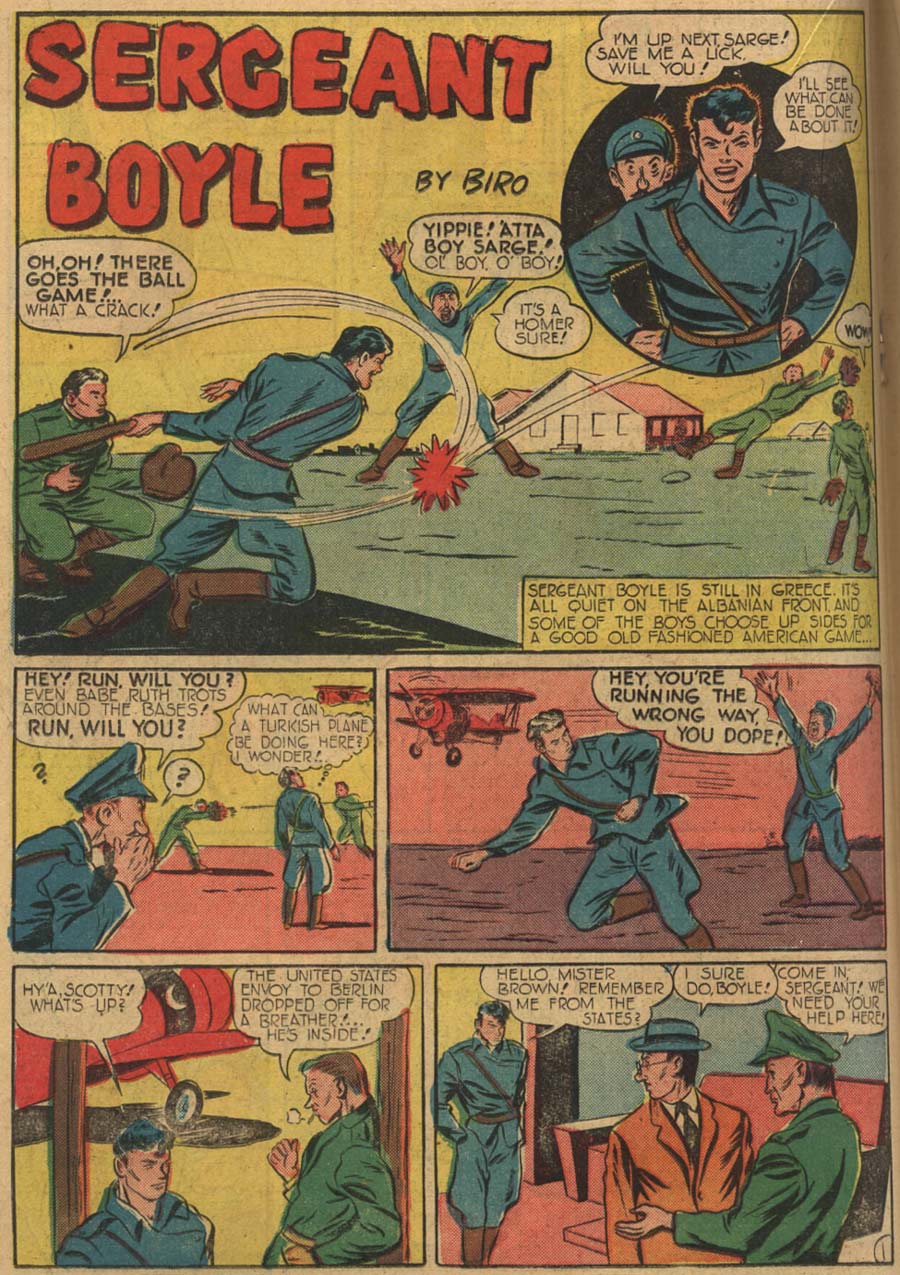 SERGEANT
BOYLE
BY BIRO
I'M UP NEXT, SARGE!
SAVE ME A LICK,
WILL YOU!
I'LL SEE
WHAT CAN
BE DONE
ABOUT IT!
OH, OH! THERE
GOES THE BALL
GAME!..
WHAT A CRACK!
YIPPIE! 'ATTA
BOY SARGE!
OL' BOY, O' BOY!
IT'S A
HOMER
SURE!
WOW!
SERGEANT BOYLE IS STILL IN GREECE. IT'S
ALL QUIET ON THE ALBANIAN FRONT, AND
SOME OF THE BOYS CHOOSE UP SIDES FOR
A GOOD OLD FASHIONED AMERICAN GAME...
HEY! RUN, WILL YOU?
EVEN BABE RUTH TROTS
AROUND THE BASES!
RUN, WILL YOU?
?
?
WHAT CAN
A TURKISH PLANE
BE DOING HERE?
I WONDER!..
HEY, YOU'RE
RUNNING THE
WRONG WAY,
YOU DOPE!
HY'A, SCOTTY!
WHAT'S UP?
THE UNITED STATES
ENVOY TO BERLIN
DROPPED OFF FOR
A BREATHER!...
HE'S INSIDE!
HELLO, MISTER
BROWN! REMEMBER
ME FROM THE
STATES?
I SURE
DO, BOYLE!
COME IN,
SERGEANT! WE
NEED YOUR
HELP HERE!
1